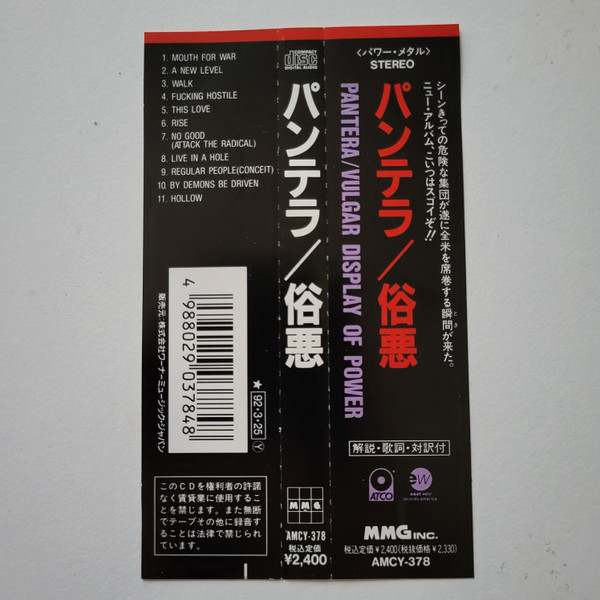 1. MOUTH FOR WAR
2. A NEW LEVEL
3. WALK
4. FUCKING HOSTILE
5. THIS LOVE
6. RISE
7. NO GOOD
(ATTACK THE RADICAL)
8. LIVE IN A HOLE
9. REGULAR PEOPLE(CONCEIT)
10. BY DEMONS BE DRIVEN
11. HOLLOW
4 988029 037848
★ 92・3・25 Y
販売元:株式会社ワーナーミュージック・ジャパン
このCDを権利者の許諾
なく賃貸業に使用するこ
とを禁じます。また無断
でテープその他に録音す
ることは法律で禁じられ
ています。
COMPACT
disc
DIGITAL AUDIO
パンテラ/俗悪
MMG
AMCY-378
税込定価
¥2,400
〈パワー・メタル〉
STEREO
シーンきっての危険な集団が遂に全米を席巻する瞬間(とき)が来た。
ニュー・アルバム、こいつはスゴイぞ!!
パンテラ/俗悪
PANTERA/VULGAR DISPLAY OF POWER
解説・歌詞・対訳付
ATCO
ew
east west
records america
MMG INC.
税込定価¥2,400(税抜価格¥2,330)
AMCY-378